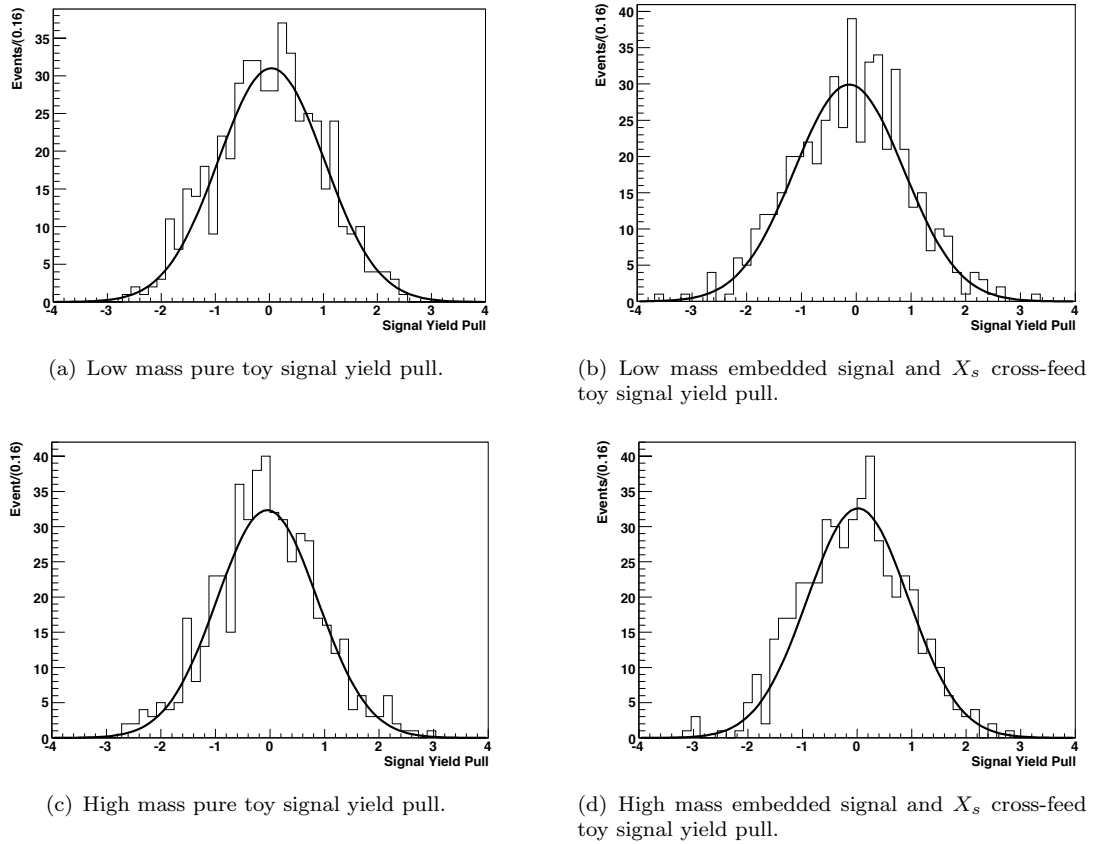 Events/(0.16)
35
30
25
20
15
10
5
0
-4 -3 -2 -1 0 1 2 3 4
Signal Yield Pull
(a) Low mass pure toy signal yield pull.
Events/(0.16)
40
35
30
25
20
15
10
5
0
-4 -3 -2 -1 0 1 2 3 4
Signal Yield Pull
(b) Low mass embedded signal and Xs cross-feed
toy signal yield pull.
Event/(0.16)
40
35
30
25
20
15
10
5
0
-4 -3 -2 -1 0 1 2 3 4
Signal Yield Pull
(c) High mass pure toy signal yield pull.
Events/(0.16)
40
35
30
25
20
15
10
5
0
-4 -3 -2 -1 0 1 2 3 4
Signal Yield Pull
(d) High mass embedded signal and Xs cross-feed
toy signal yield pull.